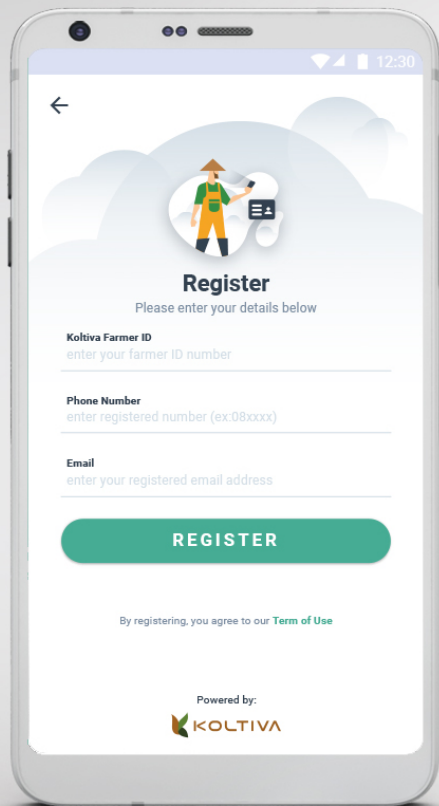 12:30
Register
Please enter your details below
Koltiva Farmer ID
enter your farmer ID number
Phone Number
enter registered number (ex:08xxxx)
Email
enter your registered email address
REGISTER
By registering, you agree to our Term of Use
Powered by:
KOLTIVA